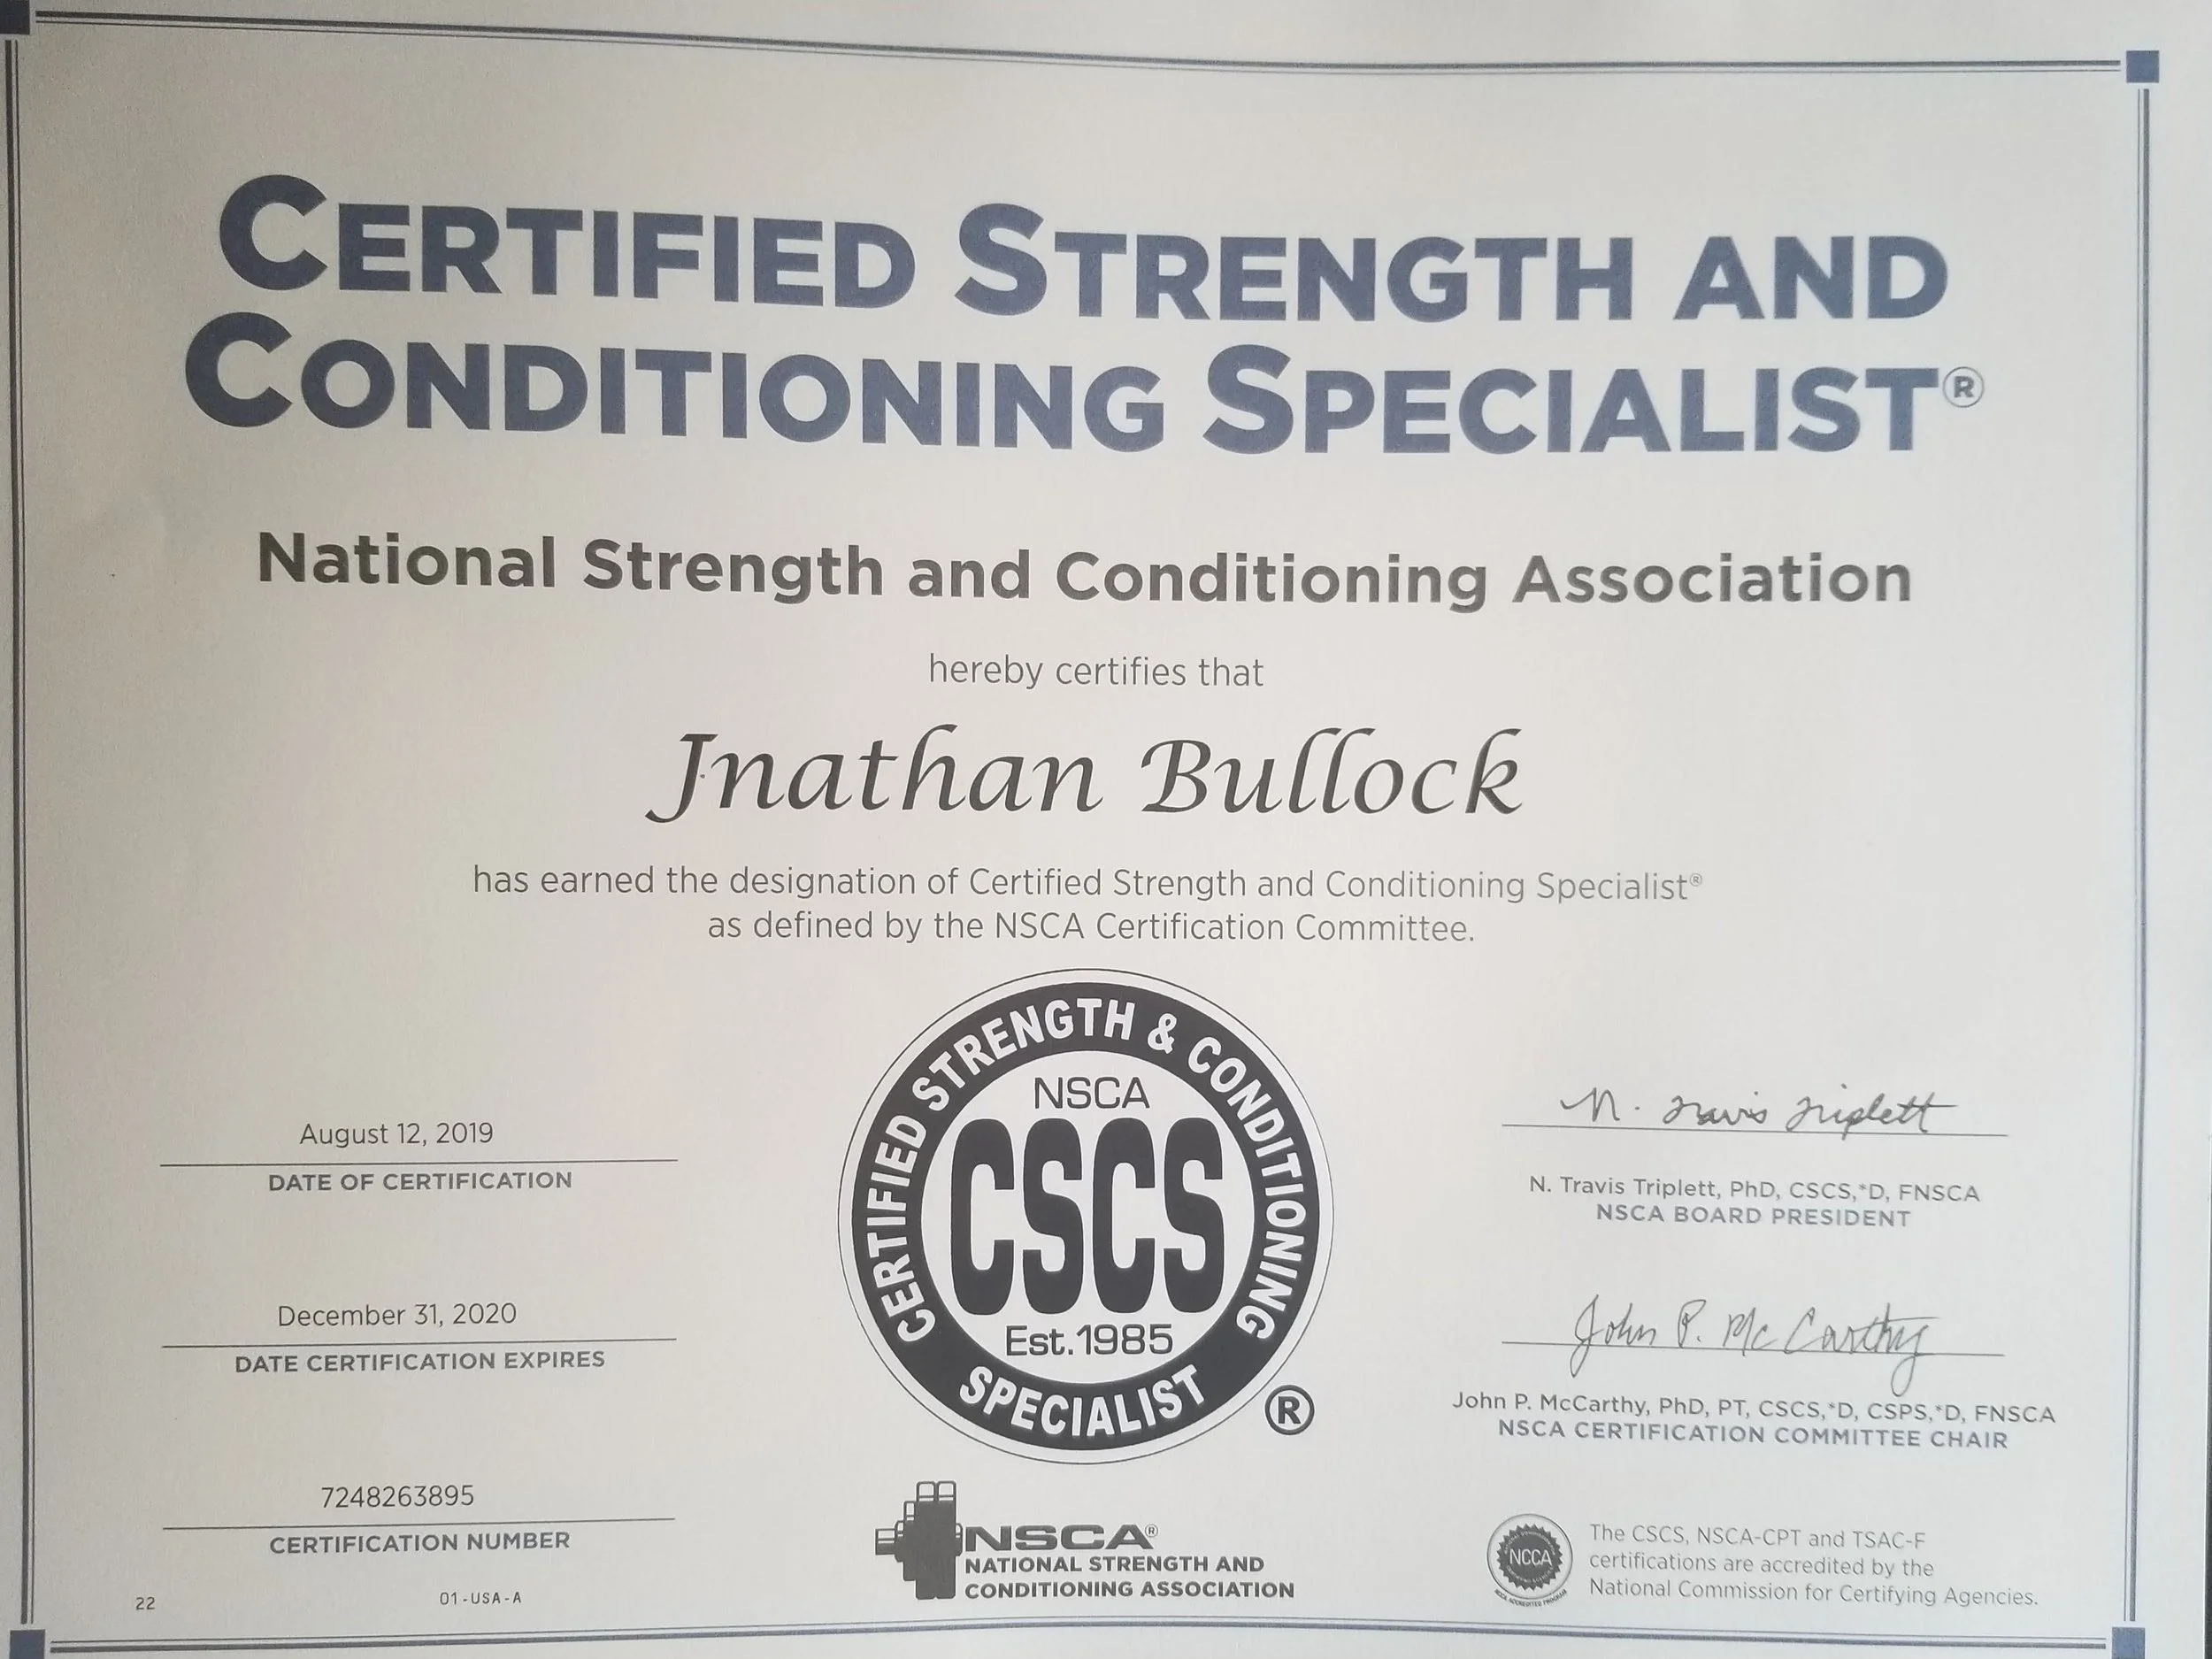 CERTIFIED STRENGTH AND
CONDITIONING SPECIALIST®
National Strength and Conditioning Association
hereby certifies that
Jnathan Bullock
has earned the designation of Certified Strength and Conditioning Specialist®
as defined by the NSCA Certification Committee.
August 12, 2019
DATE OF CERTIFICATION
December 31, 2020
DATE CERTIFICATION EXPIRES
7248263895
CERTIFICATION NUMBER
22
01-USA-A
CERTIFIED STRENGTH & CONDITIONING
NSCA
CSCS
Est.1985
SPECIALIST
®
NSCA®
NATIONAL STRENGTH AND
CONDITIONING ASSOCIATION
N. Travis Triplett
N. Travis Triplett, PhD, CSCS,*D, FNSCA
NSCA BOARD PRESIDENT
John P. McCarthy
John P. McCarthy, PhD, PT, CSCS,*D, CSPS,*D, FNSCA
NSCA CERTIFICATION COMMITTEE CHAIR
NCCA
NCCA ACCREDITED PROGRAM
The CSCS, NSCA-CPT and TSAC-F
certifications are accredited by the
National Commission for Certifying Agencies.